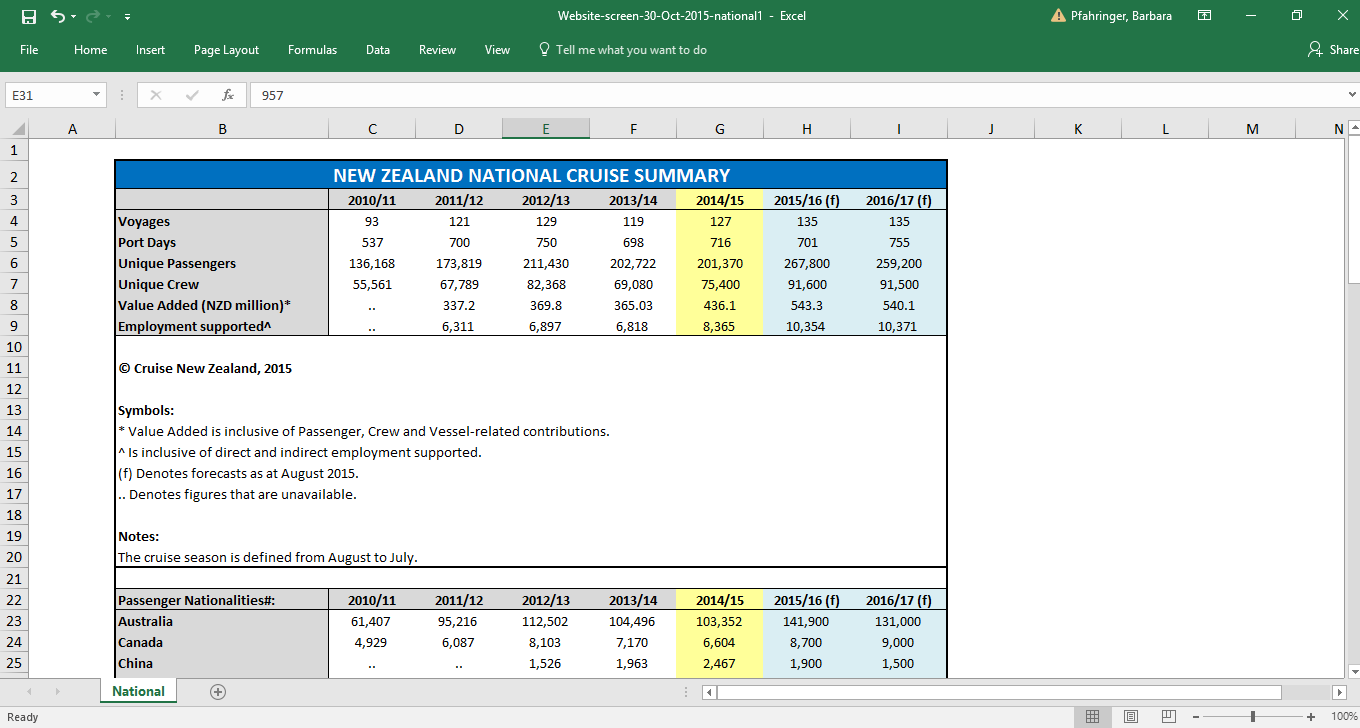 Website-screen-30-Oct-2015-national1 - Excel Pfahringer, Barbara
File Home Insert Page Layout Formulas Data Review View Tell me what you want to do Share
E31 fx 957
A B C D E F G H I J K L M N
1
2 NEW ZEALAND NATIONAL CRUISE SUMMARY
3 2010/11 2011/12 2012/13 2013/14 2014/15 2015/16 (f) 2016/17 (f)
4 Voyages 93 121 129 119 127 135 135
5 Port Days 537 700 750 698 716 701 755
6 Unique Passengers 136,168 173,819 211,430 202,722 201,370 267,800 259,200
7 Unique Crew 55,561 67,789 82,368 69,080 75,400 91,600 91,500
8 Value Added (NZD million)* .. 337.2 369.8 365.03 436.1 543.3 540.1
9 Employment supported^ .. 6,311 6,897 6,818 8,365 10,354 10,371
10
11 © Cruise New Zealand, 2015
12
13 Symbols:
14 * Value Added is inclusive of Passenger, Crew and Vessel-related contributions.
15 ^ Is inclusive of direct and indirect employment supported.
16 (f) Denotes forecasts as at August 2015.
17 .. Denotes figures that are unavailable.
18
19 Notes:
20 The cruise season is defined from August to July.
21
22 Passenger Nationalities#: 2010/11 2011/12 2012/13 2013/14 2014/15 2015/16 (f) 2016/17 (f)
23 Australia 61,407 95,216 112,502 104,496 103,352 141,900 131,000
24 Canada 4,929 6,087 8,103 7,170 6,604 8,700 9,000
25 China .. .. 1,526 1,963 2,467 1,900 1,500
National
Ready 100%